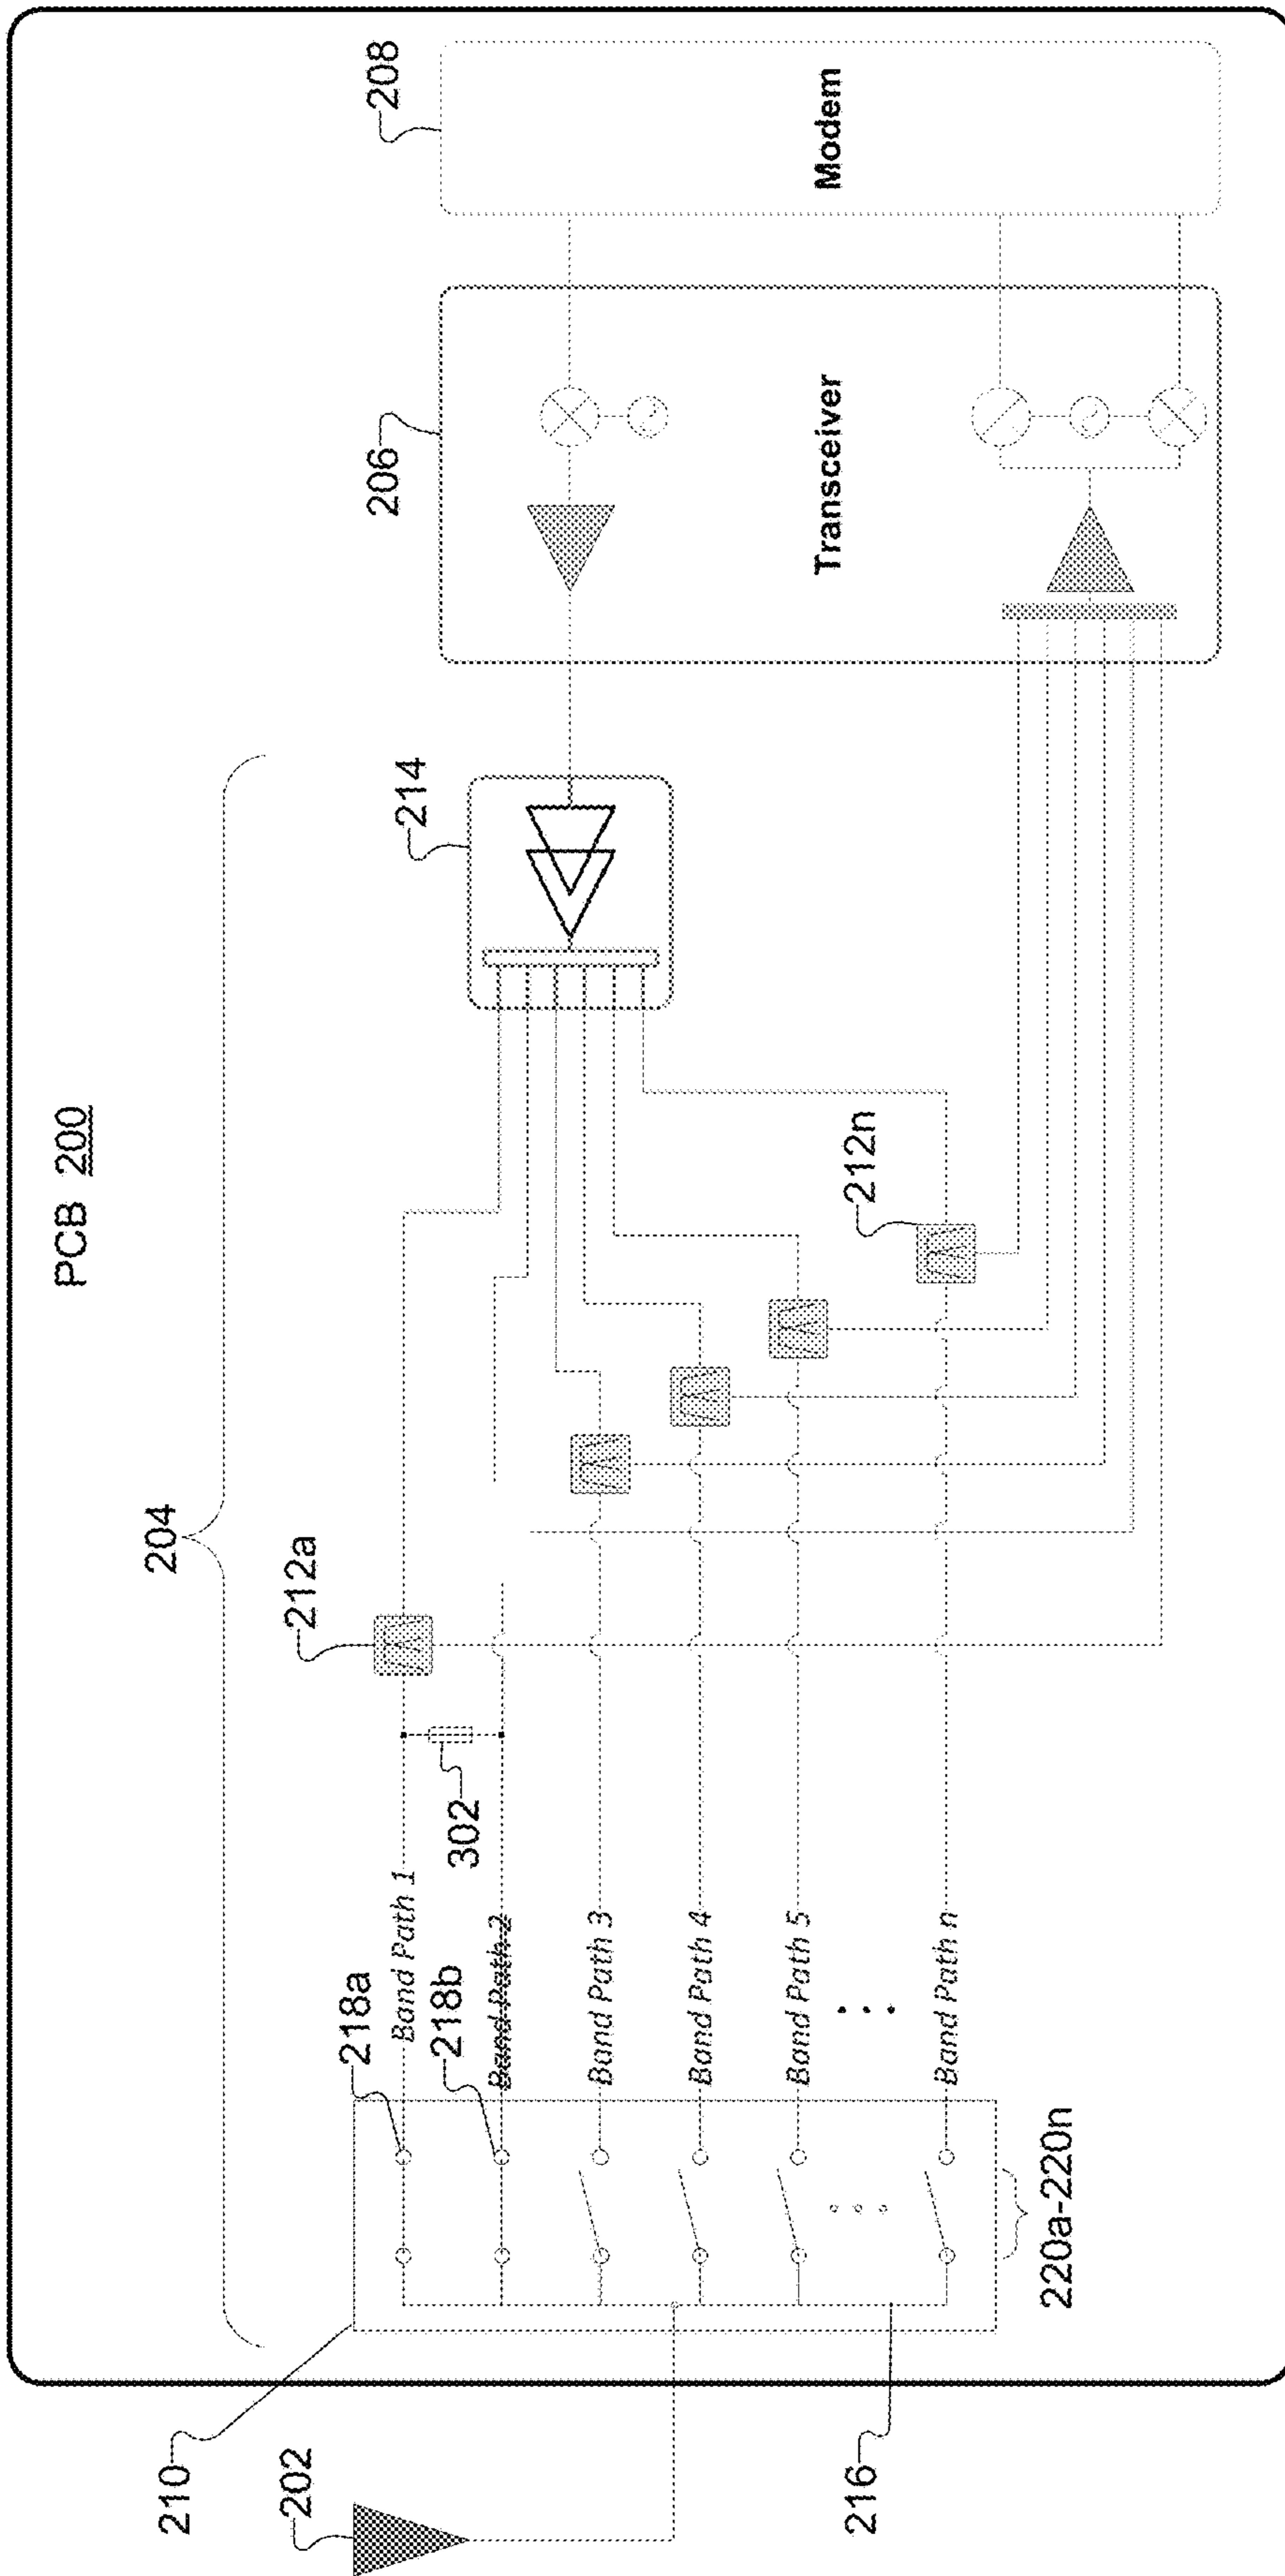 PCB 200
204
210
202
218a
218b
Band Path 1
Band Path 2
Band Path 3
Band Path 4
Band Path 5
Band Path n
302
212a
212n
214
206
208
Transceiver
Modem
216
220a-220n